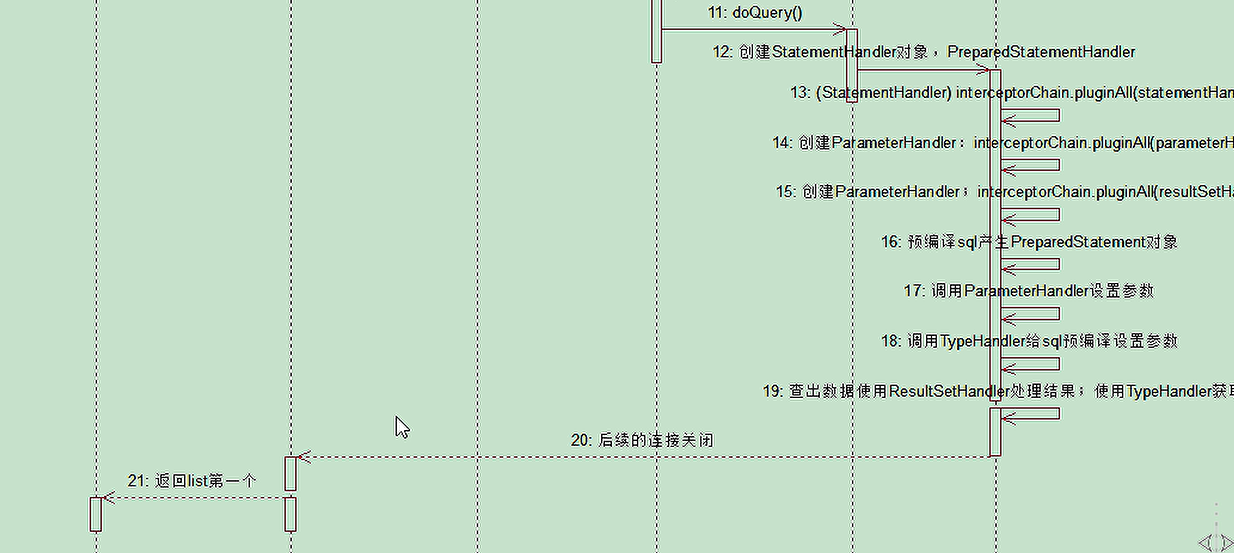 11: doQuery()
12: 创建StatementHandler对象，PreparedStatementHandler
13: (StatementHandler) interceptorChain.pluginAll(statementHan
14: 创建ParameterHandler：interceptorChain.pluginAll(parameterH
15: 创建ParameterHandler；interceptorChain.pluginAll(resultSetHa
16: 预编译sql产生PreparedStatement对象
17: 调用ParameterHandler设置参数
18: 调用TypeHandler给sql预编译设置参数
19: 查出数据使用ResultSetHandler处理结果；使用TypeHandler获取
20: 后续的连接关闭
21: 返回list第一个